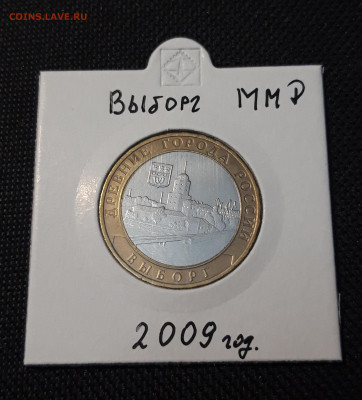 COINS.LAVE.RU
Выборг ММД
ДРЕВНИЕ ГОРОДА РОССИИ
ВЫБОРГ
2009 год.